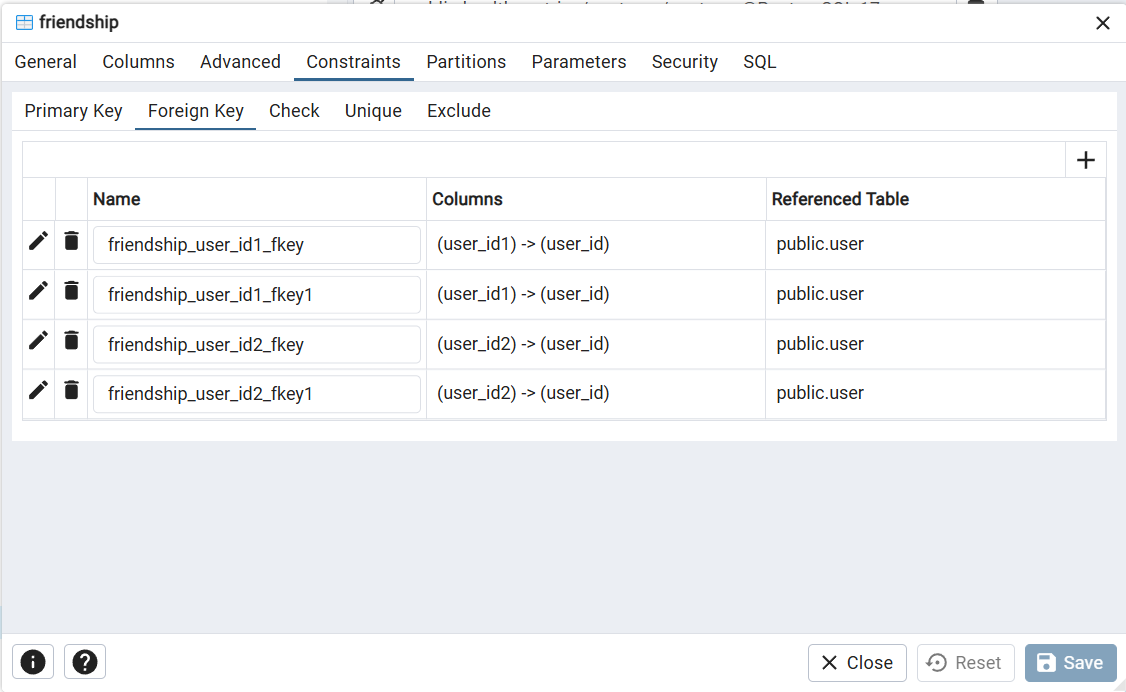 friendship
General Columns Advanced Constraints Partitions Parameters Security SQL
Primary Key Foreign Key Check Unique Exclude
Name Columns Referenced Table
friendship_user_id1_fkey (user_id1) -> (user_id) public.user
friendship_user_id1_fkey1 (user_id1) -> (user_id) public.user
friendship_user_id2_fkey (user_id2) -> (user_id) public.user
friendship_user_id2_fkey1 (user_id2) -> (user_id) public.user
Close Reset Save